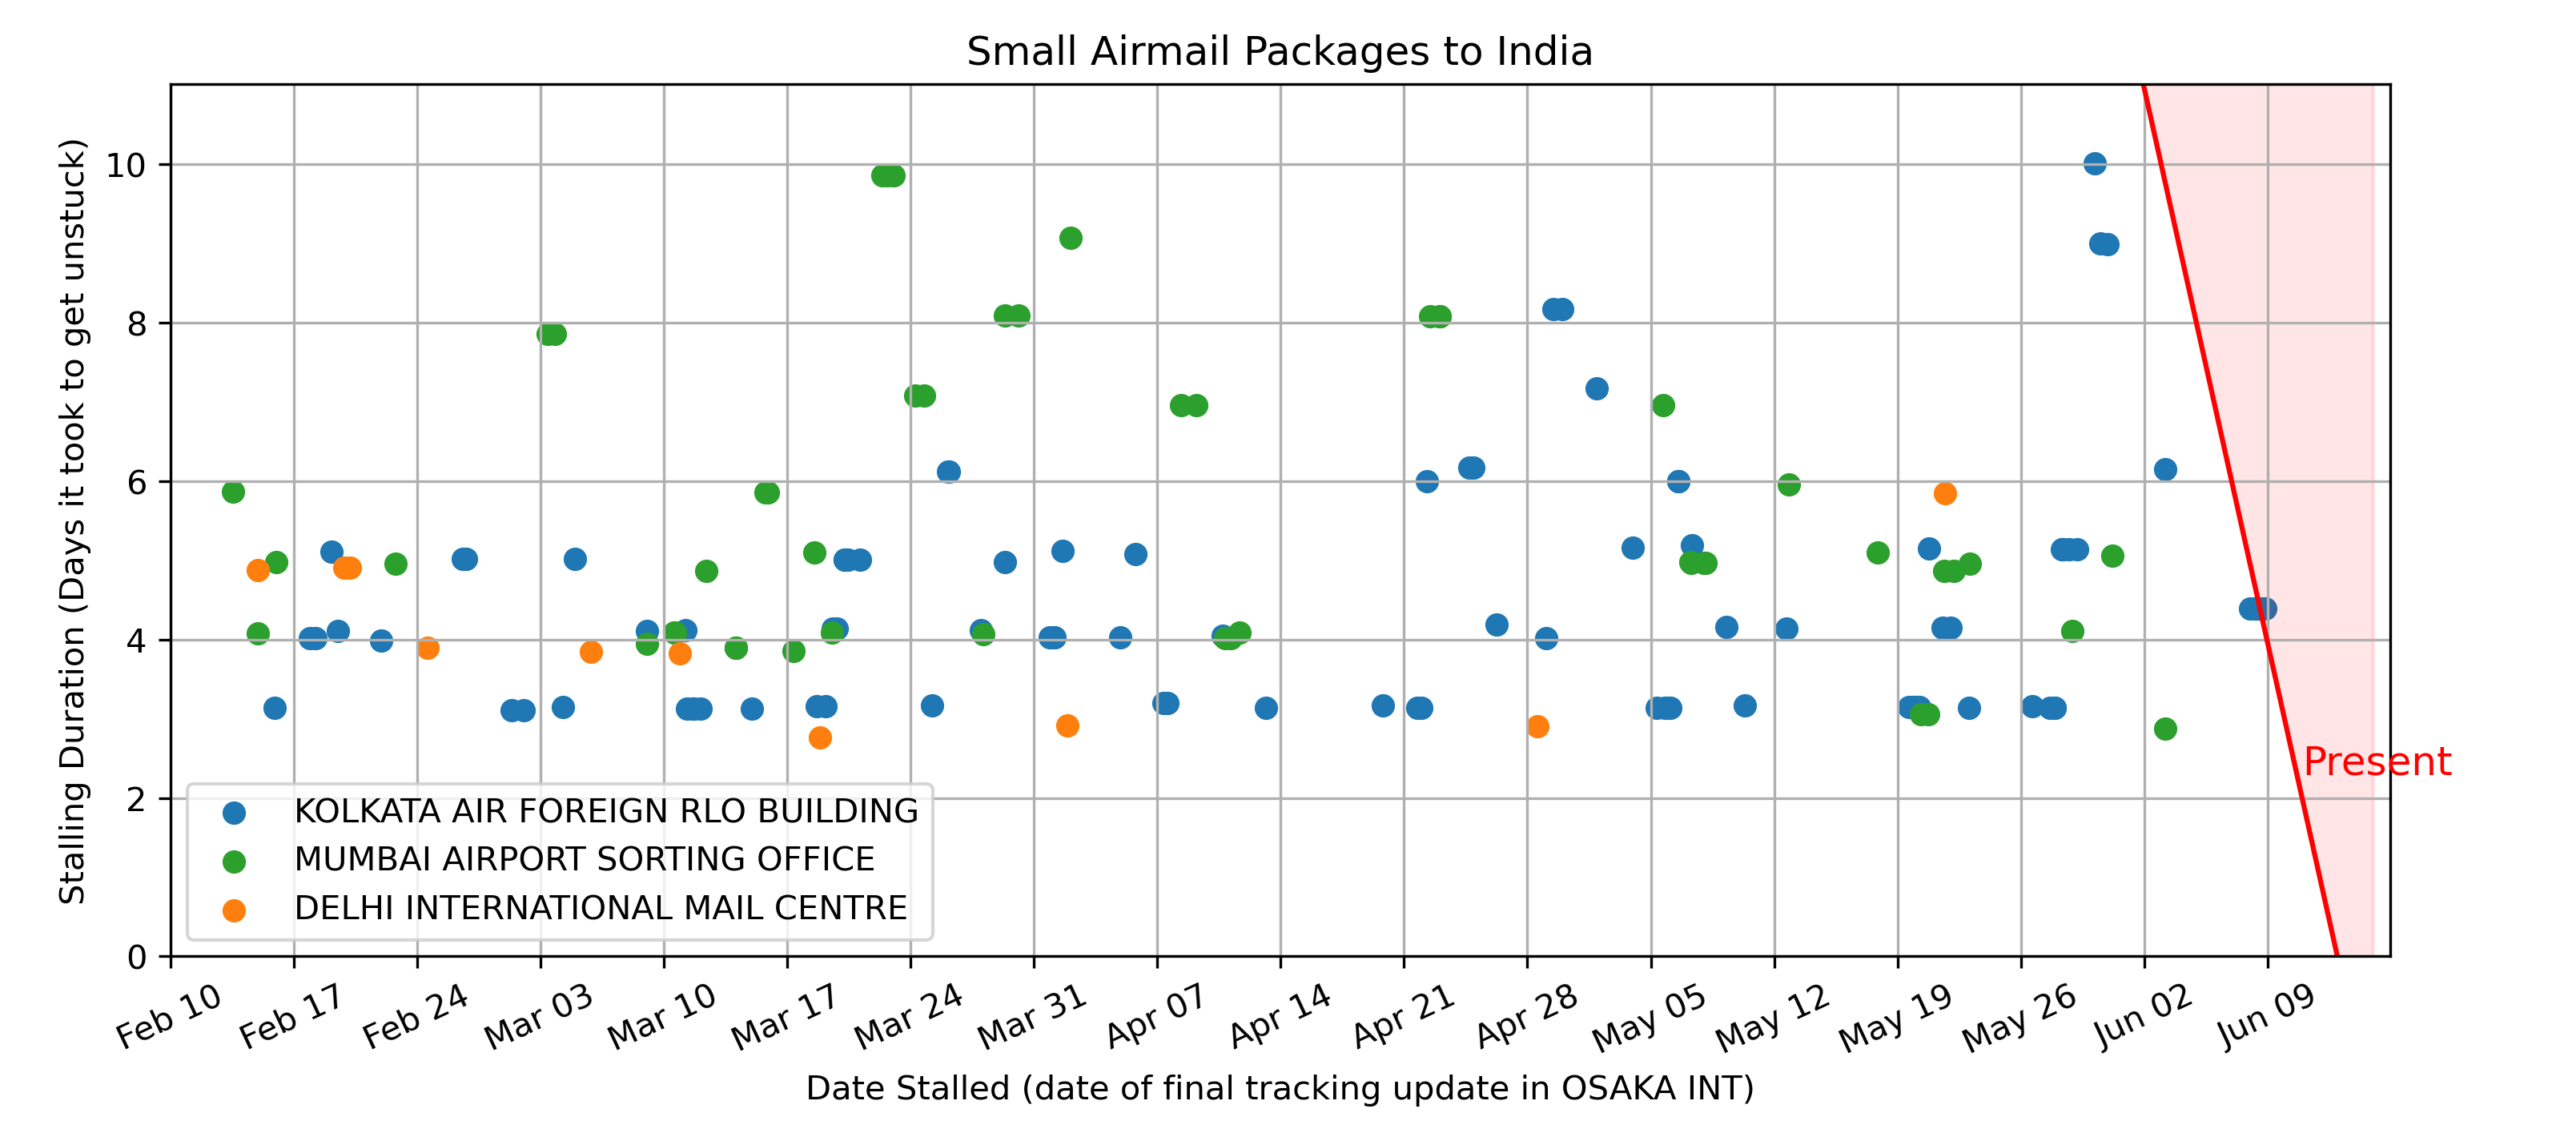 Small Airmail Packages to India
Stalling Duration (Days it took to get unstuck)
10
8
6
4
2
0
Present
KOLKATA AIR FOREIGN RLO BUILDING
MUMBAI AIRPORT SORTING OFFICE
DELHI INTERNATIONAL MAIL CENTRE
Feb 10
Feb 17
Feb 24
Mar 03
Mar 10
Mar 17
Mar 24
Mar 31
Apr 07
Apr 14
Apr 21
Apr 28
May 05
May 12
May 19
May 26
Jun 02
Jun 09
Date Stalled (date of final tracking update in OSAKA INT)